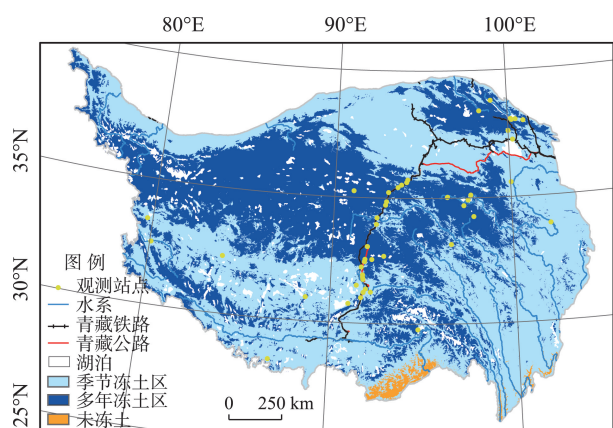 80°E 90°E 100°E
35°N
30°N
25°N
图 例
观测站点
水系
青藏铁路
青藏公路
湖泊
季节冻土区
多年冻土区
未冻土
0 250 km